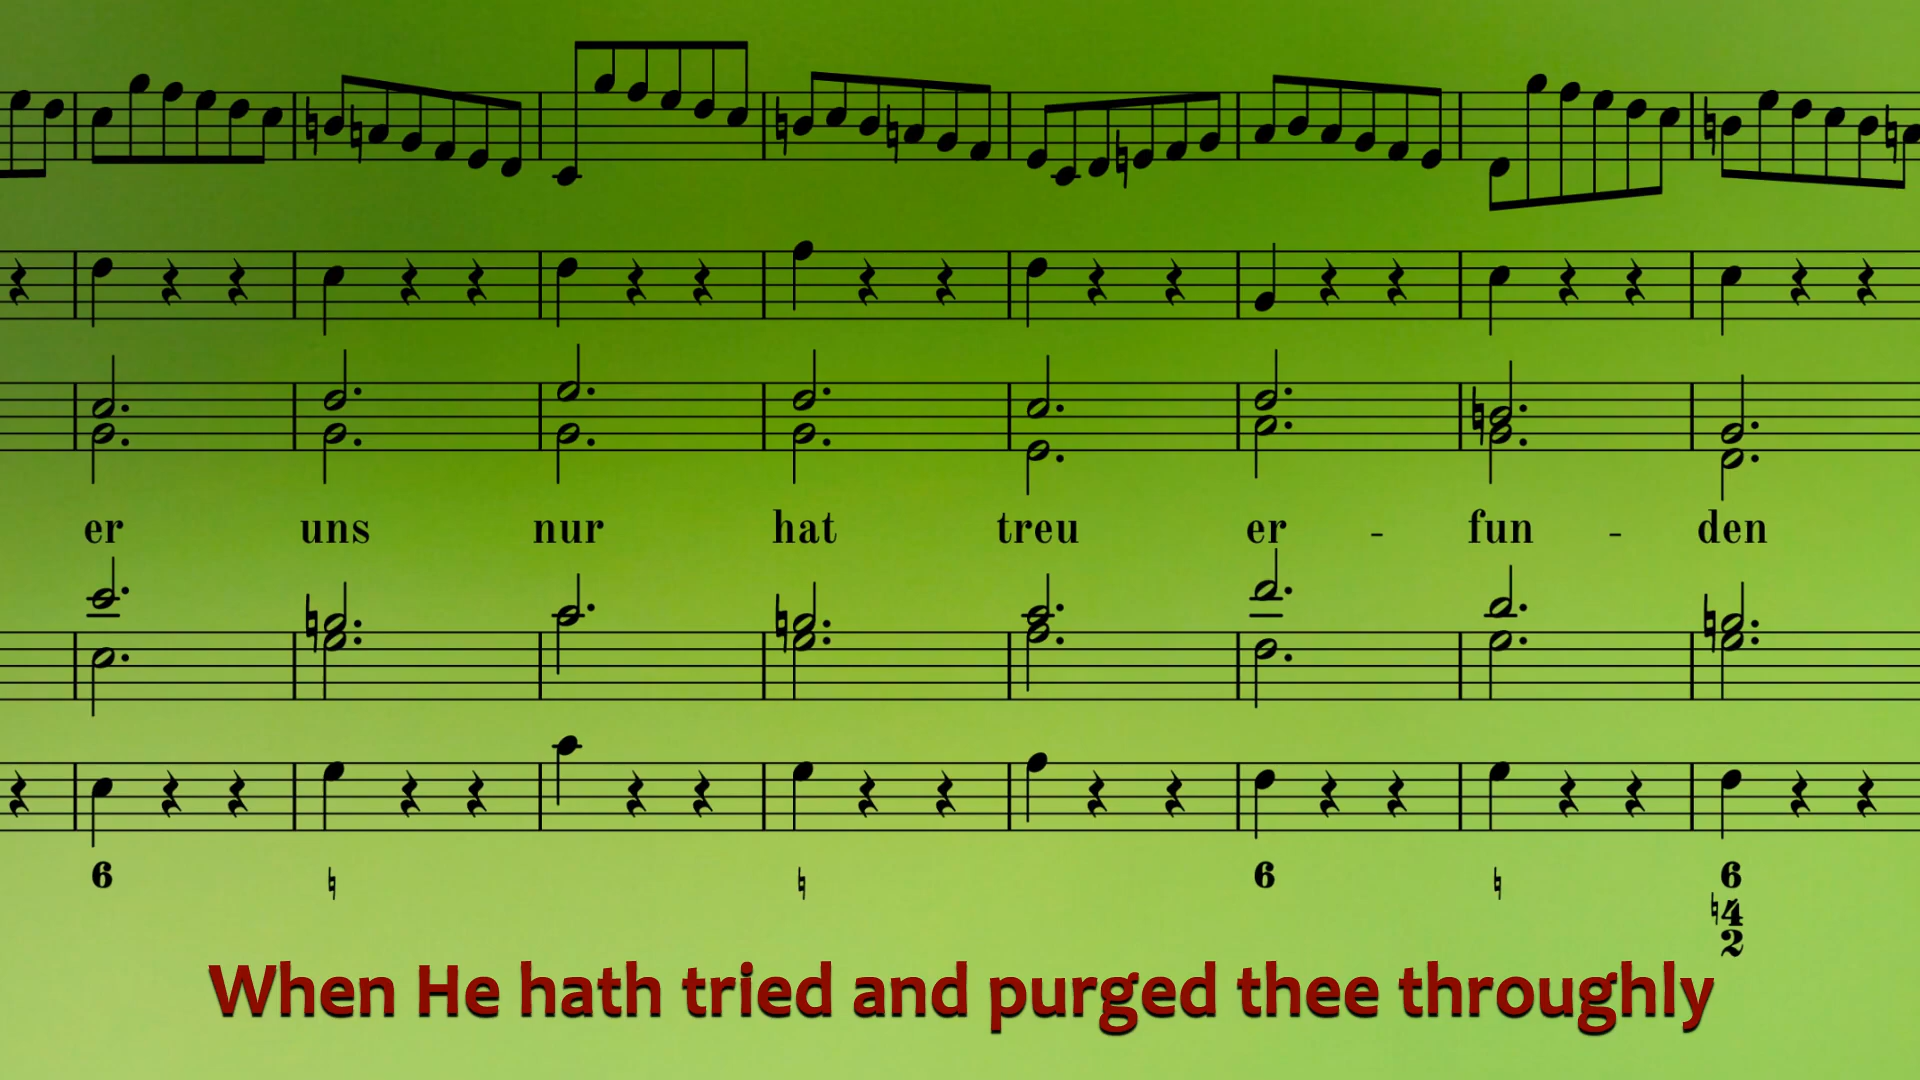 er uns nur hat treu er - fun - den
6 ♮ ♮ 6 ♮ 6
♮4
2
When He hath tried and purged thee throughly